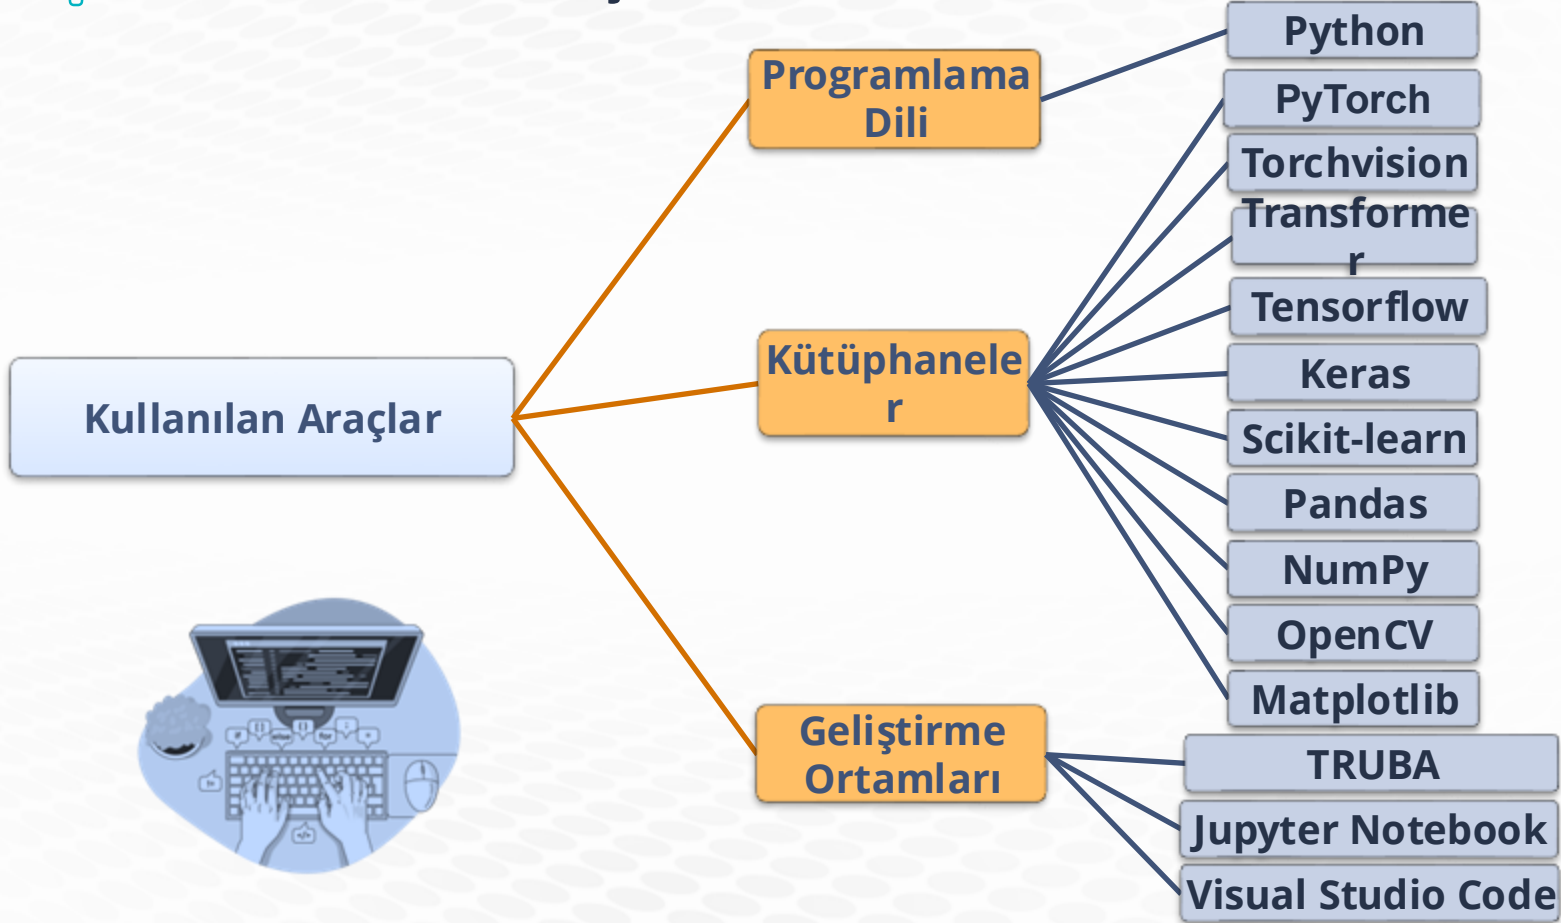 Kullanılan Araçlar
Programlama
Dili
Python
Kütüphanele
r
PyTorch
Torchvision
Transforme
r
Tensorflow
Keras
Scikit-learn
Pandas
NumPy
OpenCV
Matplotlib
Geliştirme
Ortamları
TRUBA
Jupyter Notebook
Visual Studio Code